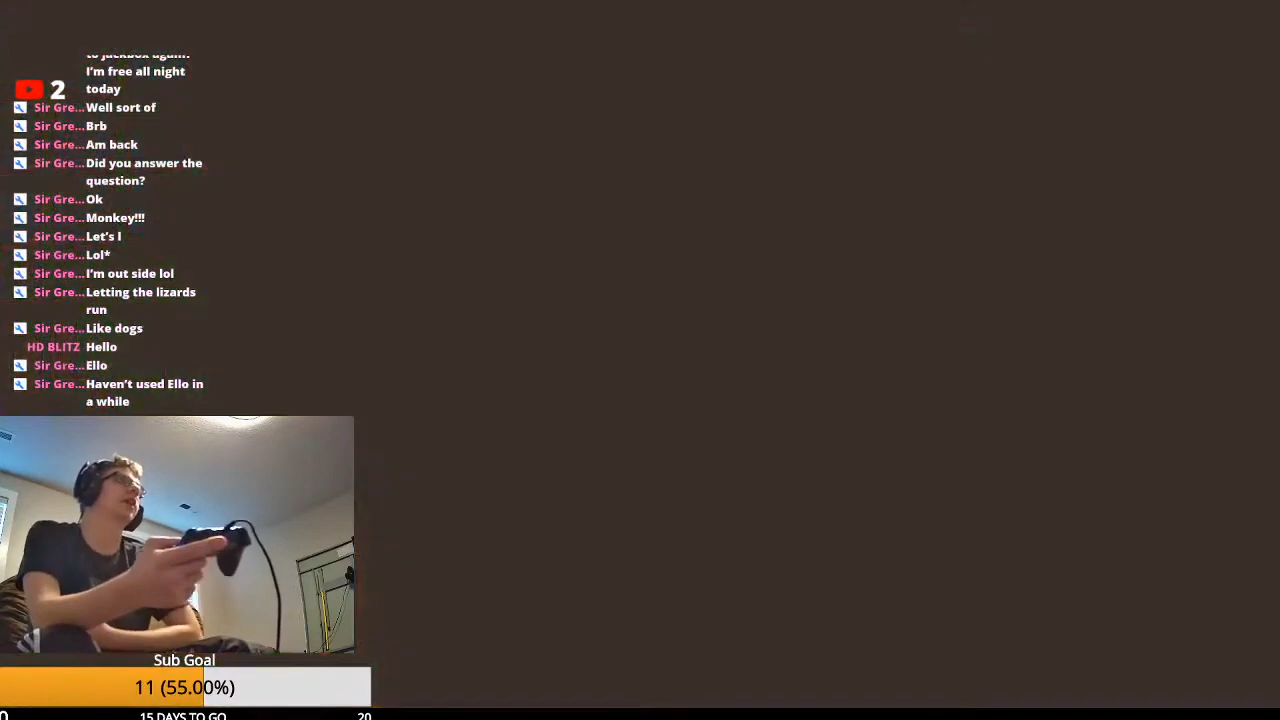 to jackbox again?
I'm free all night
today
2
Sir Gre... Well sort of
Sir Gre... Brb
Sir Gre... Am back
Sir Gre... Did you answer the
question?
Sir Gre... Ok
Sir Gre... Monkey!!!
Sir Gre... Let's l
Sir Gre... Lol*
Sir Gre... I'm out side lol
Sir Gre... Letting the lizards
run
Sir Gre... Like dogs
HD BLITZ Hello
Sir Gre... Ello
Sir Gre... Haven't used Ello in
a while
Sub Goal
11 (55.00%)
0 15 DAYS TO GO 20